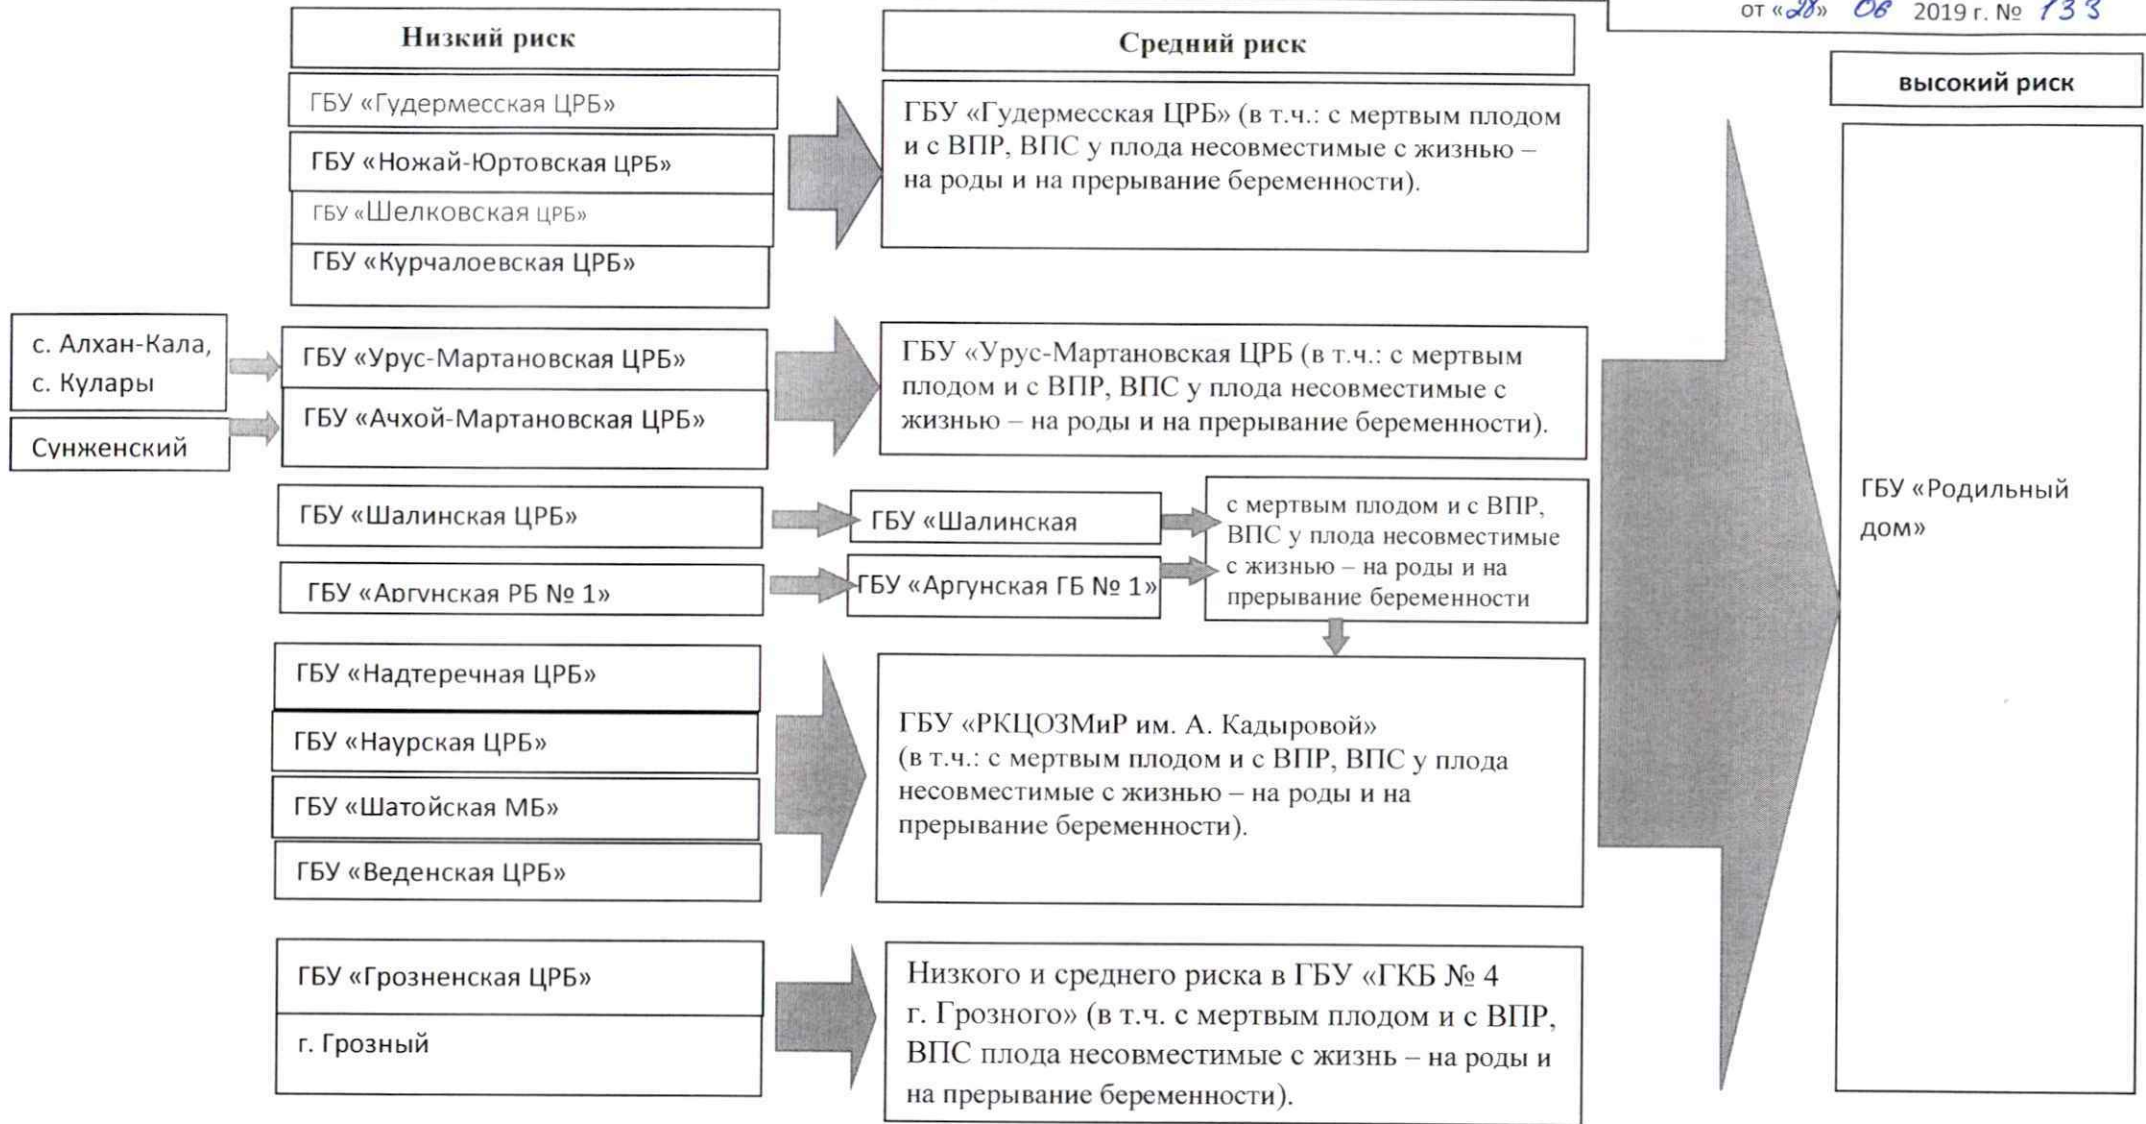 от «28» 06 2019 г. № 133
Низкий риск
Средний риск
высокий риск
ГБУ «Гудермесская ЦРБ»
ГБУ «Ножай-Юртовская ЦРБ»
ГБУ «Шелковская ЦРБ»
ГБУ «Курчалоевская ЦРБ»
ГБУ «Гудермесская ЦРБ» (в т.ч.: с мертвым плодом
и с ВПР, ВПС у плода несовместимые с жизнью –
на роды и на прерывание беременности).
с. Алхан-Кала,
с. Кулары
Сунженский
ГБУ «Урус-Мартановская ЦРБ»
ГБУ «Ачхой-Мартановская ЦРБ»
ГБУ «Урус-Мартановская ЦРБ (в т.ч.: с мертвым
плодом и с ВПР, ВПС у плода несовместимые с
жизнью – на роды и на прерывание беременности).
ГБУ «Шалинская ЦРБ»
ГБУ «Шалинская
ГБУ «Аргунская РБ № 1»
ГБУ «Аргунская ГБ № 1»
с мертвым плодом и с ВПР,
ВПС у плода несовместимые
с жизнью – на роды и на
прерывание беременности
ГБУ «Надтеречная ЦРБ»
ГБУ «Наурская ЦРБ»
ГБУ «Шатойская МБ»
ГБУ «Веденская ЦРБ»
ГБУ «РКЦОЗМиР им. А. Кадыровой»
(в т.ч.: с мертвым плодом и с ВПР, ВПС у плода
несовместимые с жизнью – на роды и на
прерывание беременности).
ГБУ «Грозненская ЦРБ»
г. Грозный
Низкого и среднего риска в ГБУ «ГКБ № 4
г. Грозного» (в т.ч. с мертвым плодом и с ВПР,
ВПС плода несовместимые с жизнь – на роды и
на прерывание беременности).
ГБУ «Родильный
дом»